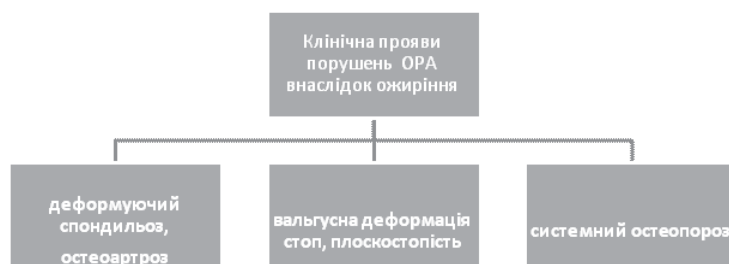 Клінічна прояви
порушень ОРА
внаслідок ожиріння
деформуючий
спондильоз,
остеоартроз
вальгусна деформація
стоп, плоскостопість
системний остеопороз